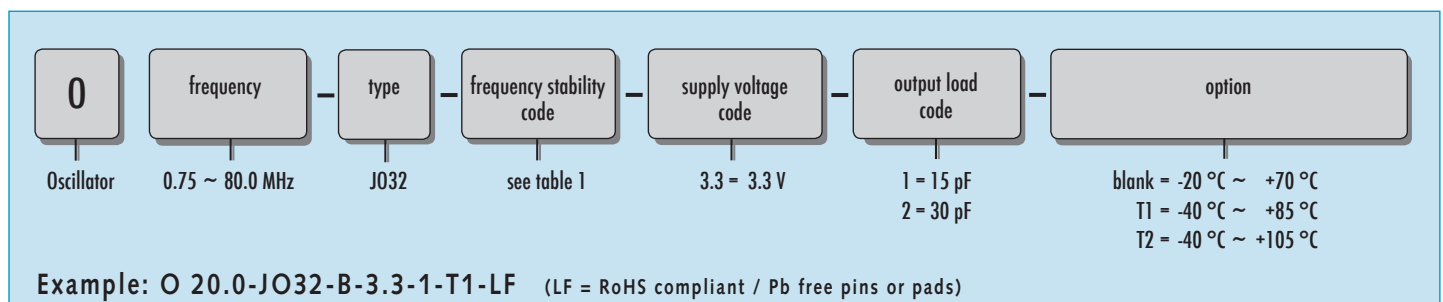 O
frequency – type – frequency stability code – supply voltage code – output load code – option
Oscillator
0.75 ~ 80.0 MHz
JO32
see table 1
3.3 = 3.3 V
1 = 15 pF
2 = 30 pF
blank = -20 °C ~ +70 °C
T1 = -40 °C ~ +85 °C
T2 = -40 °C ~ +105 °C
Example: O 20.0-JO32-B-3.3-1-T1-LF (LF = RoHS compliant / Pb free pins or pads)